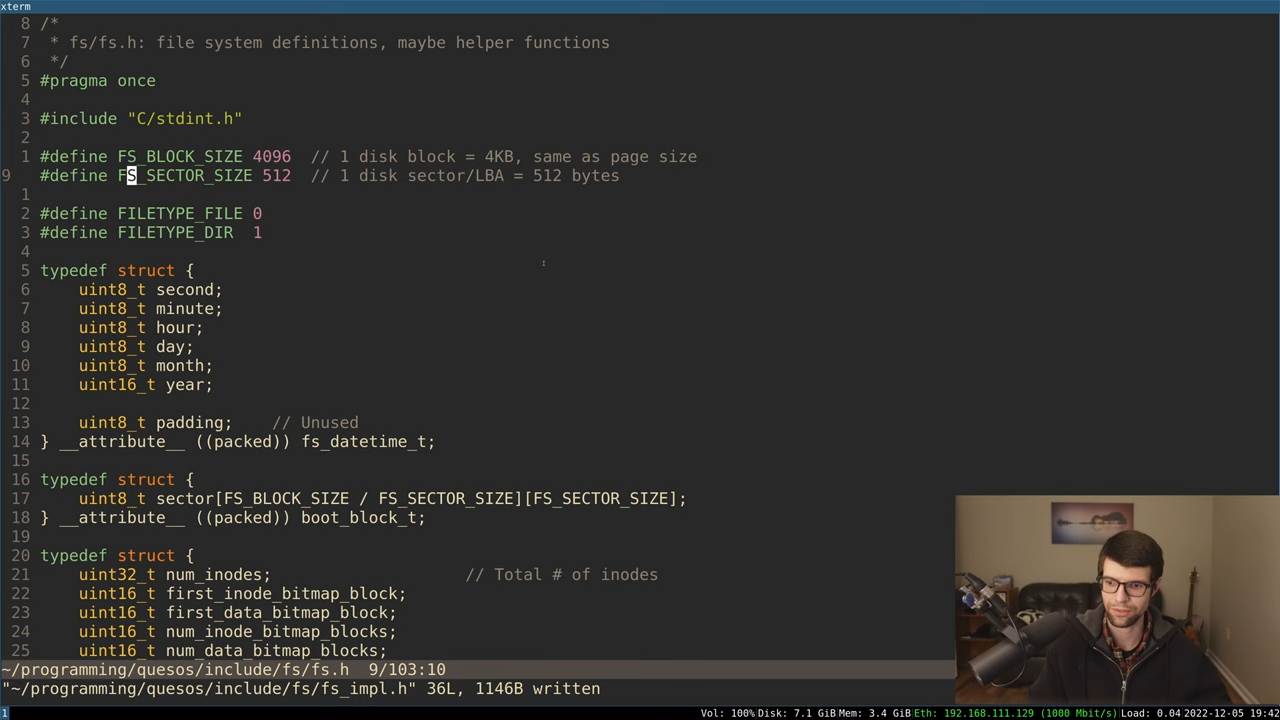 xterm
8 /*
7  * fs/fs.h: file system definitions, maybe helper functions
6  */
5 #pragma once
4
3 #include "C/stdint.h"
2
1 #define FS_BLOCK_SIZE 4096  // 1 disk block = 4KB, same as page size
9 #define FS_SECTOR_SIZE 512  // 1 disk sector/LBA = 512 bytes
1
2 #define FILETYPE_FILE 0
3 #define FILETYPE_DIR  1
4
5 typedef struct {
6     uint8_t second;
7     uint8_t minute;
8     uint8_t hour;
9     uint8_t day;
10     uint8_t month;
11     uint16_t year;
12
13     uint8_t padding;    // Unused
14 } __attribute__ ((packed)) fs_datetime_t;
15
16 typedef struct {
17     uint8_t sector[FS_BLOCK_SIZE / FS_SECTOR_SIZE][FS_SECTOR_SIZE];
18 } __attribute__ ((packed)) boot_block_t;
19
20 typedef struct {
21     uint32_t num_inodes;                    // Total # of inodes
22     uint16_t first_inode_bitmap_block;
23     uint16_t first_data_bitmap_block;
24     uint16_t num_inode_bitmap_blocks;
25     uint16_t num_data_bitmap_blocks;
~/programming/quesos/include/fs/fs.h  9/103:10
"~/programming/quesos/include/fs/fs_impl.h" 36L, 1146B written
1 Vol: 100% Disk: 7.1 GiB Mem: 3.4 GiB Eth: 192.168.111.129 (1000 Mbit/s) Load: 0.04 2022-12-05 19:42